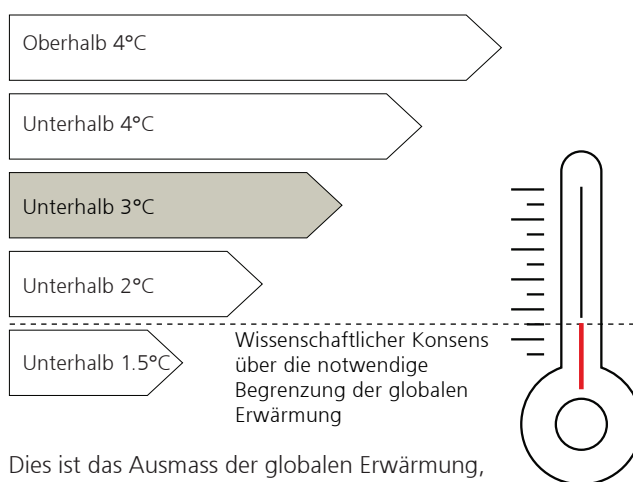 Oberhalb 4°C
Unterhalb 4°C
Unterhalb 3°C
Unterhalb 2°C
Unterhalb 1.5°C
Wissenschaftlicher Konsens
über die notwendige
Begrenzung der globalen
Erwärmung
Dies ist das Ausmass der globalen Erwärmung,